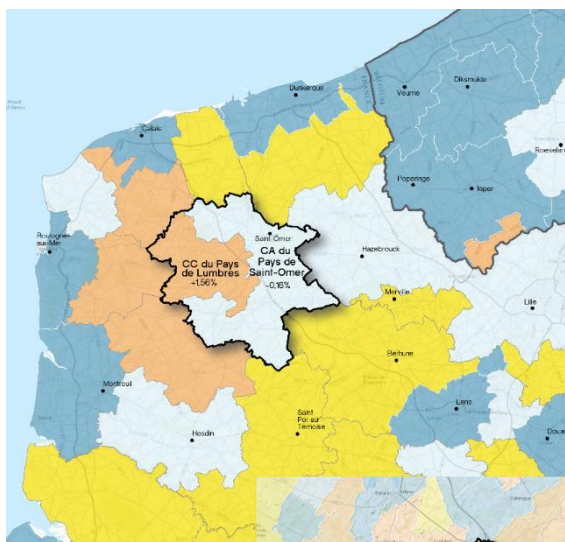 Dunkerque
Veurne
Diksmuide
FRANCE
Calais
Roeselare
Poperinge
Ieper
Boulogne
sur-Mer
Saint-Omer
Hazebrouck
CC du Pays
de Lumbres
+1,56%
CA du
Pays de
Saint-Omer
-0,16%
Merville
Lille
Béthune
Montreuil
Lens
Hesdin
Saint
Pol sur
Ternoise
Douai